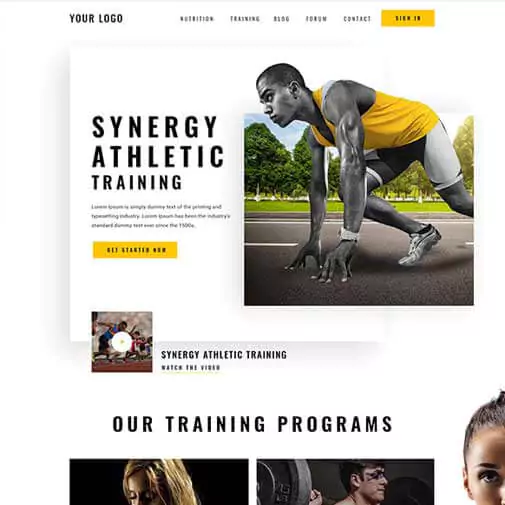 YOUR LOGO
NUTRITION TRAINING BLOG FORUM CONTACT SIGN IN
SYNERGY
ATHLETIC
TRAINING
Lorem Ipsum is simply dummy text of the printing and
typesetting industry. Lorem Ipsum has been the industry's
standard dummy text ever since the 1500s.
GET STARTED NOW
SYNERGY ATHLETIC TRAINING
WATCH THE VIDEO
OUR TRAINING PROGRAMS